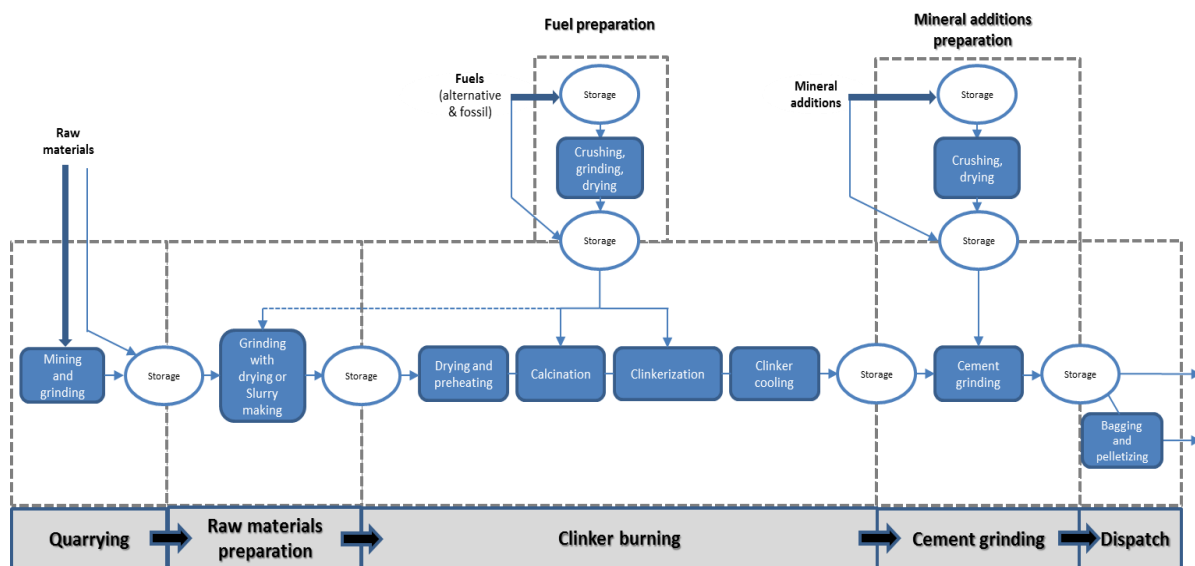 Fuel preparation
Mineral additions
preparation
Fuels
(alternative
& fossil)
Storage
Mineral
additions
Storage
Raw
materials
Crushing,
grinding,
drying
Crushing,
drying
Storage
Storage
Mining
and
grinding
Storage
Grinding
with
drying or
Slurry
making
Storage
Drying and
preheating
Calcination
Clinkerization
Clinker
cooling
Storage
Cement
grinding
Storage
Bagging
and
pelletizing
Quarrying
Raw materials
preparation
Clinker burning
Cement grinding
Dispatch